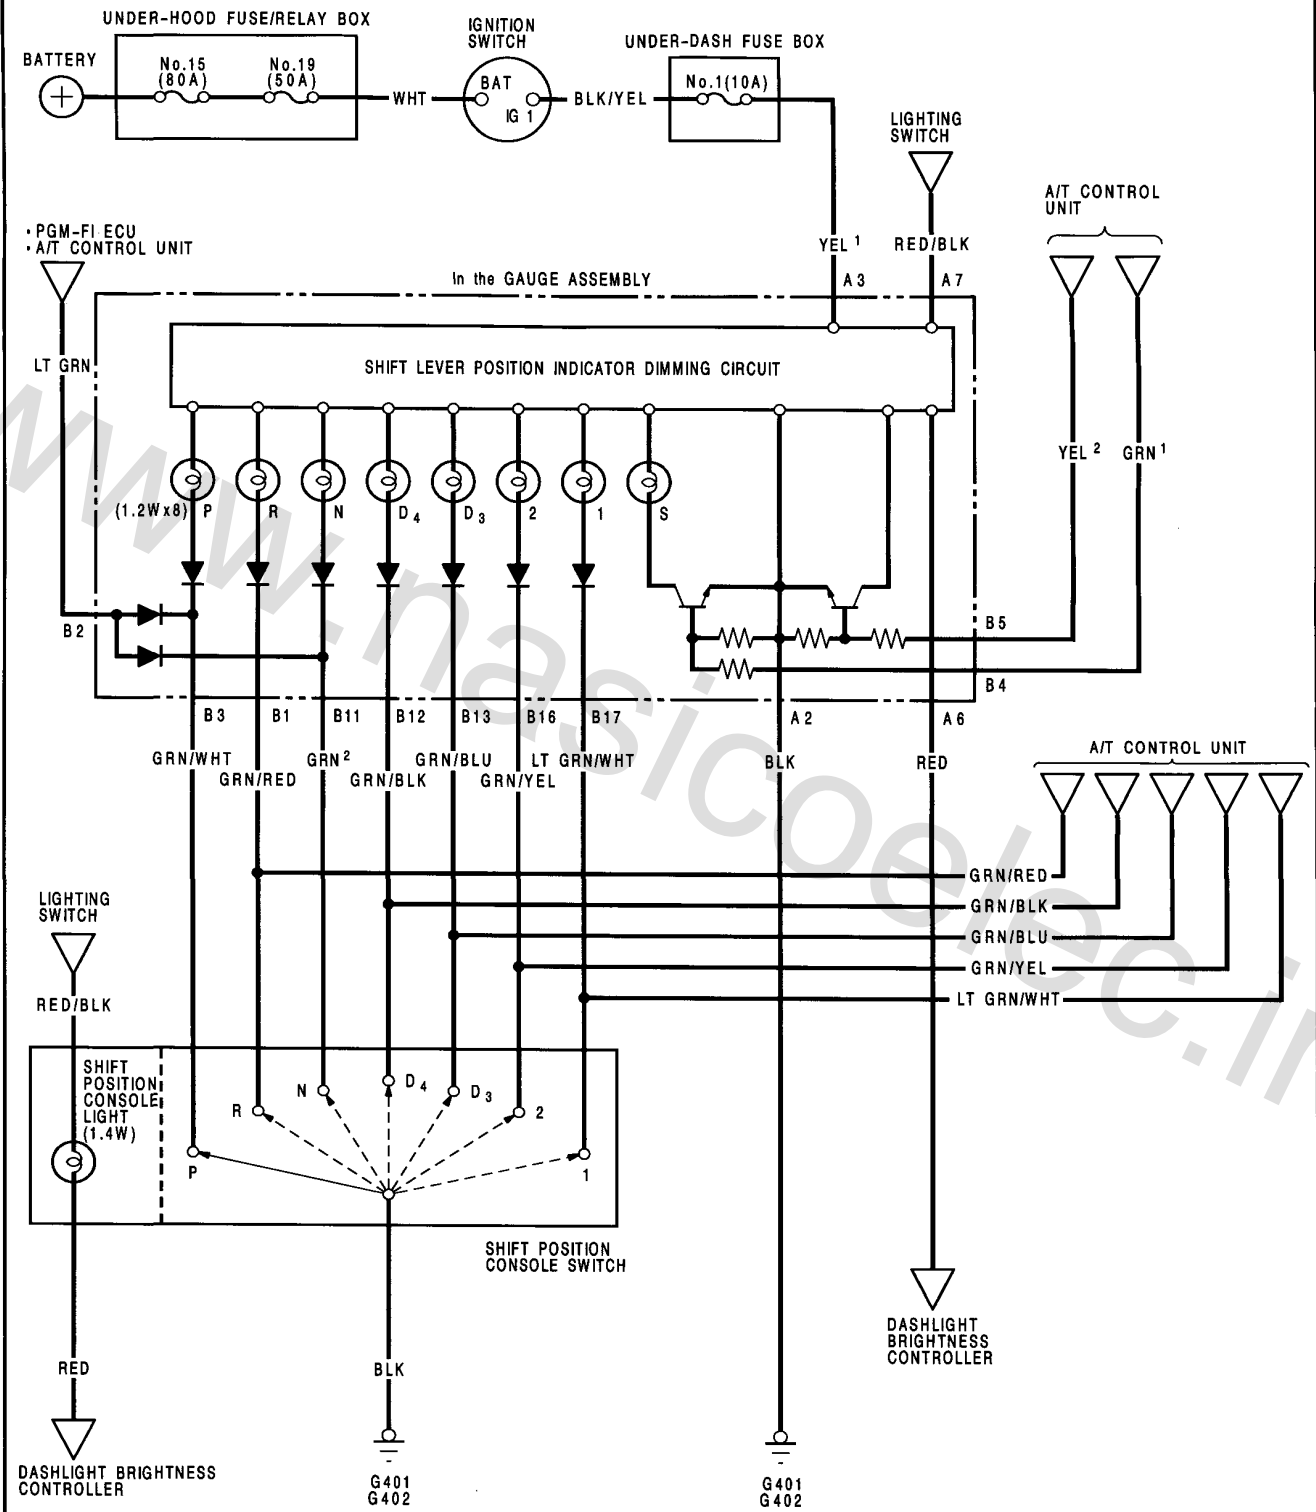 UNDER-HOOD FUSE/RELAY BOX
IGNITION
SWITCH
UNDER-DASH FUSE BOX
BATTERY
No.15
(80A)
No.19
(50A)
WHT
BAT
IG 1
BLK/YEL
No.1(10A)
LIGHTING
SWITCH
A/T CONTROL
UNIT
• PGM-FI ECU
• A/T CONTROL UNIT
YEL 1
RED/BLK
In the GAUGE ASSEMBLY
A3
A7
LT GRN
SHIFT LEVER POSITION INDICATOR DIMMING CIRCUIT
YEL 2
GRN 1
(1.2Wx8)
P
R
N
D4
D3
2
1
S
B2
B5
B4
B3
B1
B11
B12
B13
B16
B17
A2
A6
GRN/WHT
GRN/RED
GRN 2
GRN/BLK
GRN/BLU
GRN/YEL
LT GRN/WHT
BLK
RED
A/T CONTROL UNIT
GRN/RED
GRN/BLK
GRN/BLU
GRN/YEL
LT GRN/WHT
LIGHTING
SWITCH
RED/BLK
SHIFT
POSITION
CONSOLE
LIGHT
(1.4W)
P
R
N
D4
D3
2
1
SHIFT POSITION
CONSOLE SWITCH
RED
BLK
DASHLIGHT
BRIGHTNESS
CONTROLLER
DASHLIGHT BRIGHTNESS
CONTROLLER
G401
G402
G401
G402
www.nasicoelec.ir